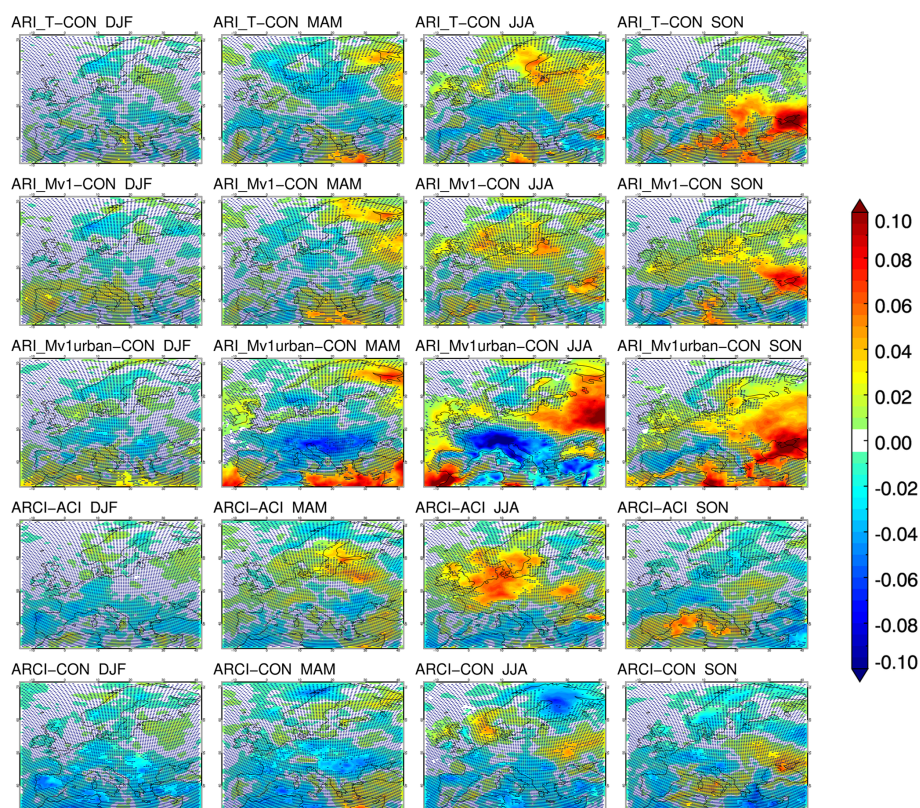 ARI_T-CON DJF
ARI_T-CON MAM
ARI_T-CON JJA
ARI_T-CON SON
ARI_Mv1-CON DJF
ARI_Mv1-CON MAM
ARI_Mv1-CON JJA
ARI_Mv1-CON SON
ARI_Mv1urban-CON DJF
ARI_Mv1urban-CON MAM
ARI_Mv1urban-CON JJA
ARI_Mv1urban-CON SON
ARCI-ACI DJF
ARCI-ACI MAM
ARCI-ACI JJA
ARCI-ACI SON
ARCI-CON DJF
ARCI-CON MAM
ARCI-CON JJA
ARCI-CON SON
0.10
0.08
0.06
0.04
0.02
0.00
-0.02
-0.04
-0.06
-0.08
-0.10